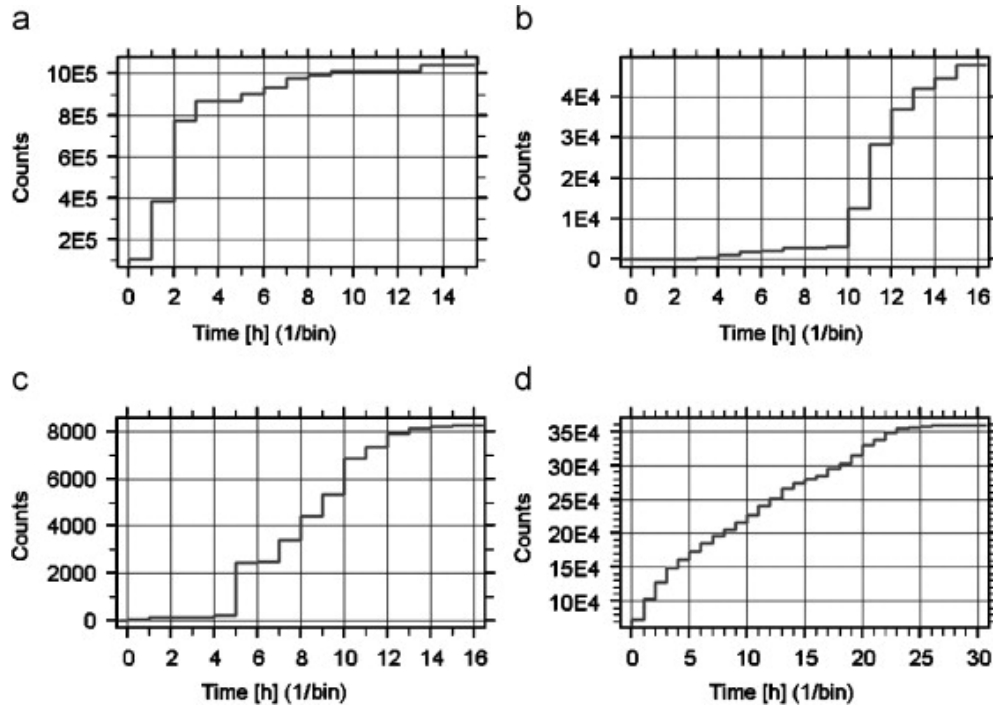 a
10E5
8E5
6E5
4E5
2E5
Counts
0 2 4 6 8 10 12 14
Time [h] (1/bin)
b
4E4
3E4
2E4
1E4
0
Counts
0 2 4 6 8 10 12 14 16
Time [h] (1/bin)
c
8000
6000
4000
2000
0
Counts
0 2 4 6 8 10 12 14 16
Time [h] (1/bin)
d
35E4
30E4
25E4
20E4
15E4
10E4
Counts
0 5 10 15 20 25 30
Time [h] (1/bin)